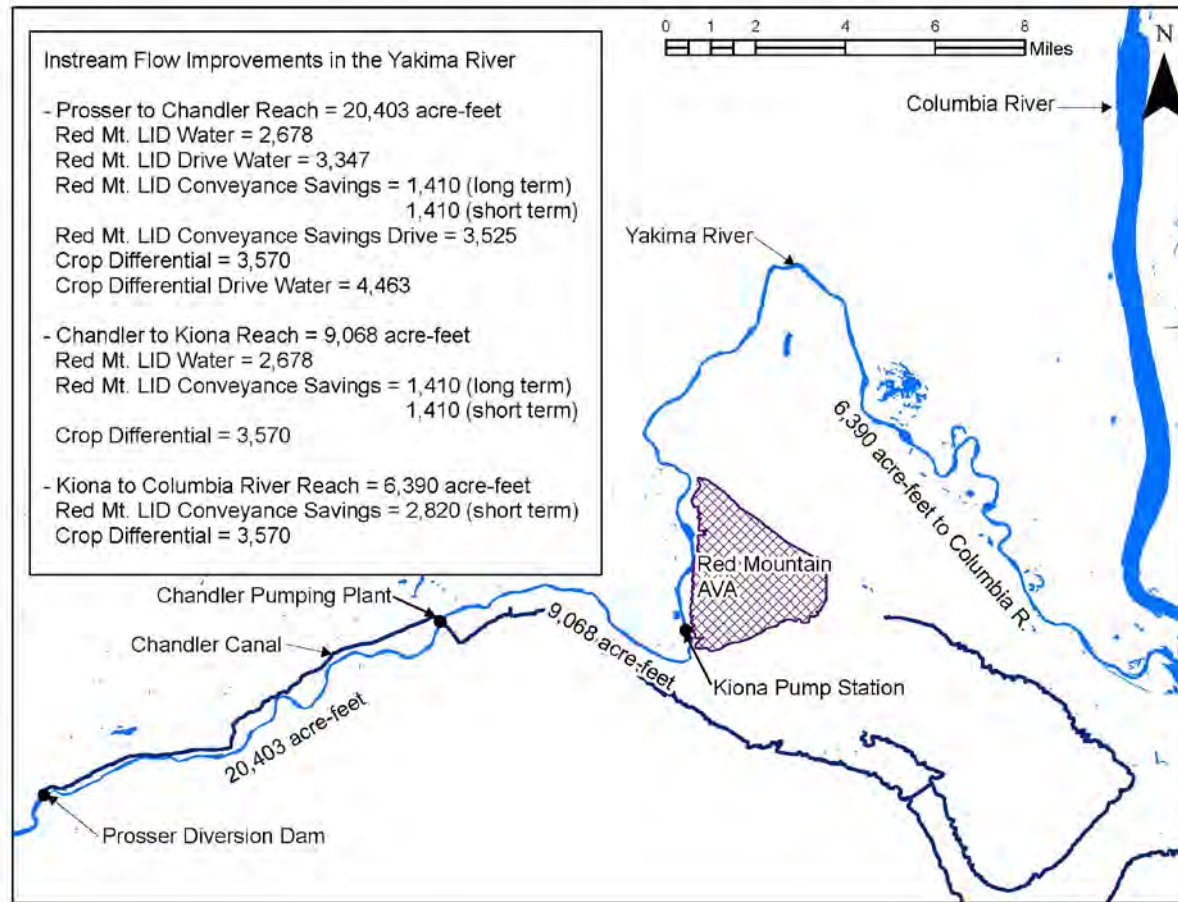 Instream Flow Improvements in the Yakima River
- Prosser to Chandler Reach = 20,403 acre-feet
Red Mt. LID Water = 2,678
Red Mt. LID Drive Water = 3,347
Red Mt. LID Conveyance Savings = 1,410 (long term)
1,410 (short term)
Red Mt. LID Conveyance Savings Drive = 3,525
Crop Differential = 3,570
Crop Differential Drive Water = 4,463
- Chandler to Kiona Reach = 9,068 acre-feet
Red Mt. LID Water = 2,678
Red Mt. LID Conveyance Savings = 1,410 (long term)
1,410 (short term)
Crop Differential = 3,570
- Kiona to Columbia River Reach = 6,390 acre-feet
Red Mt. LID Conveyance Savings = 2,820 (short term)
Crop Differential = 3,570
0 1 2 4 6 8
Miles
N
Columbia River
Yakima River
6,390 acre-feet to Columbia R.
Red Mountain
AVA
Chandler Pumping Plant
Chandler Canal
9,068 acre-feet
Kiona Pump Station
20,403 acre-feet
Prosser Diversion Dam